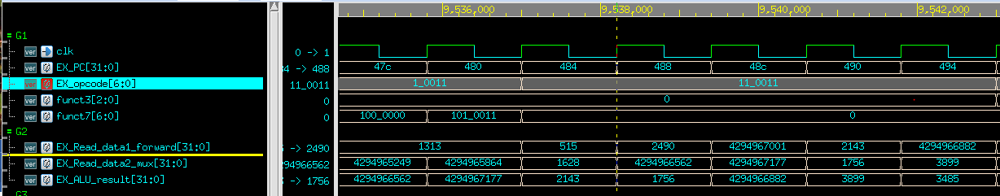 9,536,000 9,538,000 9,540,000 9,542,000
G1
ver clk 0 -> 1
ver EX_PC[31:0] 84 -> 488 47c 480 484 488 48c 490 494
ver EX_opcode[6:0] 11_0011 1_0011 11_0011
ver funct3[2:0] 0 0
ver funct7[6:0] 0 100_0000 101_0011 0
G2
ver EX_Read_data1_forward[31:0] -> 2490 1313 515 2490 4294967001 2143 4294966882
ver EX_Read_data2_mux[31:0] 4294966562 4294965249 4294965864 1628 4294966562 4294967177 1756 3899
ver EX_ALU_result[31:0] -> 1756 4294966562 4294967177 2143 1756 4294966882 3899 3485
G3